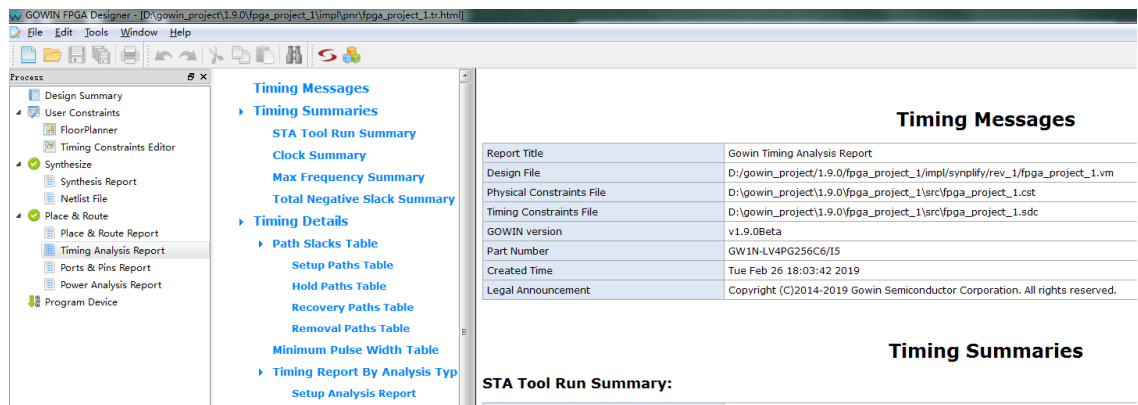 GOWIN FPGA Designer - [D:\gowin_project\1.9.0\fpga_project_1\impl\pnr\fpga_project_1.tr.html]
File Edit Tools Window Help
Process
Design Summary
User Constraints
FloorPlanner
Timing Constraints Editor
Synthesize
Synthesis Report
Netlist File
Place & Route
Place & Route Report
Timing Analysis Report
Ports & Pins Report
Power Analysis Report
Program Device
Timing Messages
Timing Summaries
STA Tool Run Summary
Clock Summary
Max Frequency Summary
Total Negative Slack Summary
Timing Details
Path Slacks Table
Setup Paths Table
Hold Paths Table
Recovery Paths Table
Removal Paths Table
Minimum Pulse Width Table
Timing Report By Analysis Typ
Setup Analysis Report
Timing Messages
Report Title Gowin Timing Analysis Report
Design File D:/gowin_project/1.9.0/fpga_project_1/impl/synplify/rev_1/fpga_project_1.vm
Physical Constraints File D:\gowin_project\1.9.0\fpga_project_1\src\fpga_project_1.cst
Timing Constraints File D:\gowin_project\1.9.0\fpga_project_1\src\fpga_project_1.sdc
GOWIN version v1.9.0Beta
Part Number GW1N-LV4PG256C6/I5
Created Time Tue Feb 26 18:03:42 2019
Legal Announcement Copyright (C)2014-2019 Gowin Semiconductor Corporation. All rights reserved.
Timing Summaries
STA Tool Run Summary: